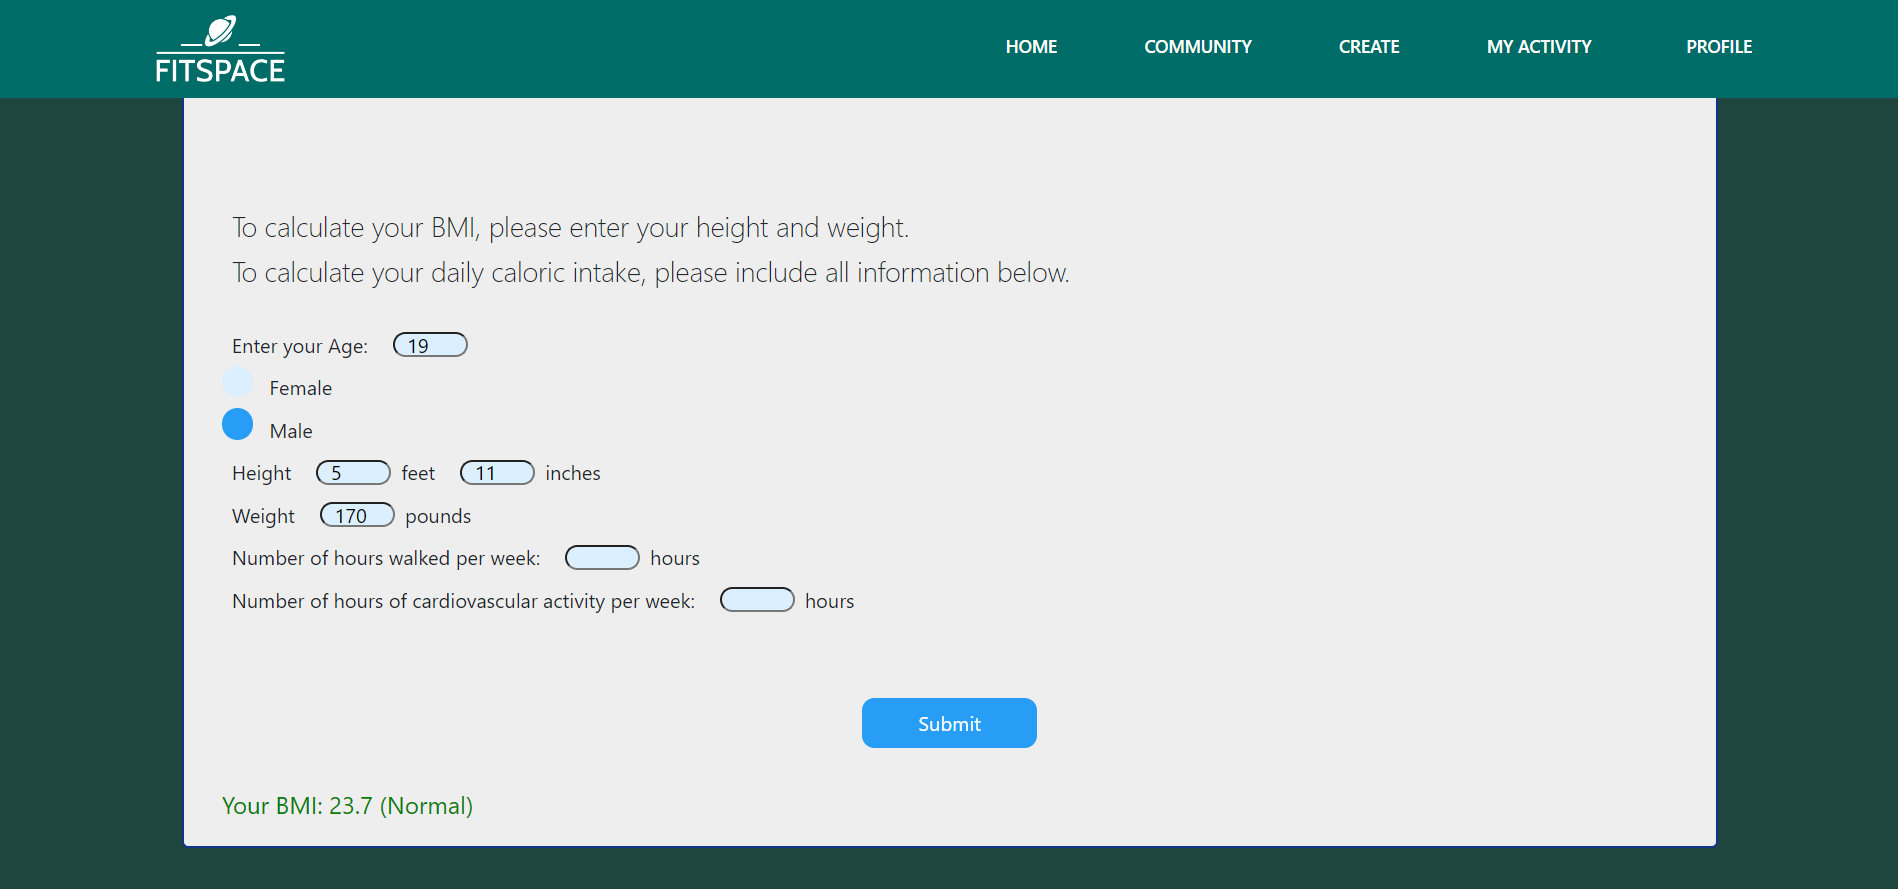 FITSPACE
HOME COMMUNITY CREATE MY ACTIVITY PROFILE
To calculate your BMI, please enter your height and weight.
To calculate your daily caloric intake, please include all information below.
Enter your Age: 19
Female
Male
Height 5 feet 11 inches
Weight 170 pounds
Number of hours walked per week: hours
Number of hours of cardiovascular activity per week: hours
Submit
Your BMI: 23.7 (Normal)